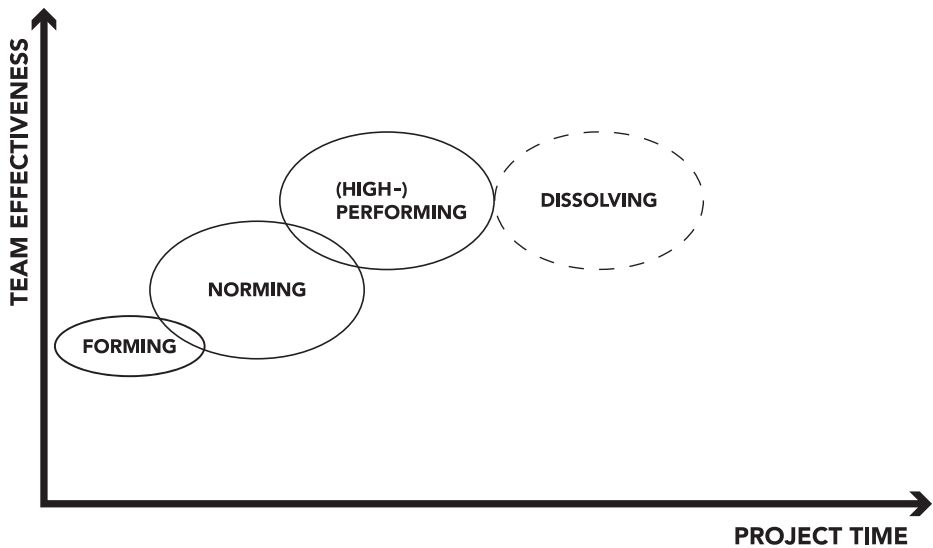 TEAM EFFECTIVENESS
(HIGH-)
PERFORMING
DISSOLVING
NORMING
FORMING
PROJECT TIME